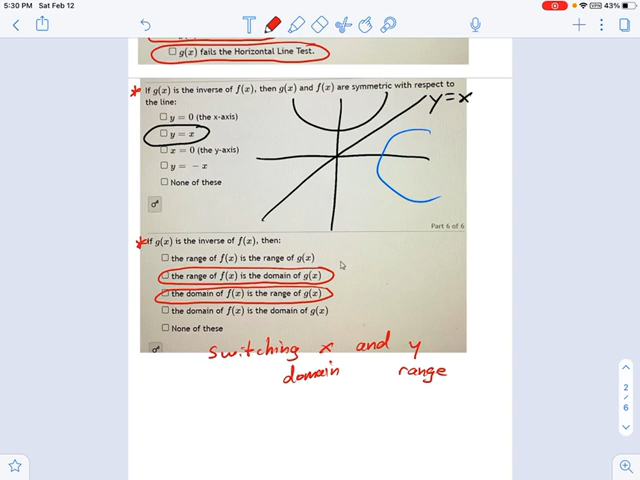 5:30 PM Sat Feb 12
43%
g(x) fails the Horizontal Line Test.
If g(x) is the inverse of f(x), then g(x) and f(x) are symmetric with respect to
the line:
y = 0 (the x-axis)
y = x
x = 0 (the y-axis)
y = − x
None of these
y = x
Part 6 of 6
If g(x) is the inverse of f(x), then:
the range of f(x) is the range of g(x)
the range of f(x) is the domain of g(x)
the domain of f(x) is the range of g(x)
the domain of f(x) is the domain of g(x)
None of these
switching x and y
domain range
2
/
6